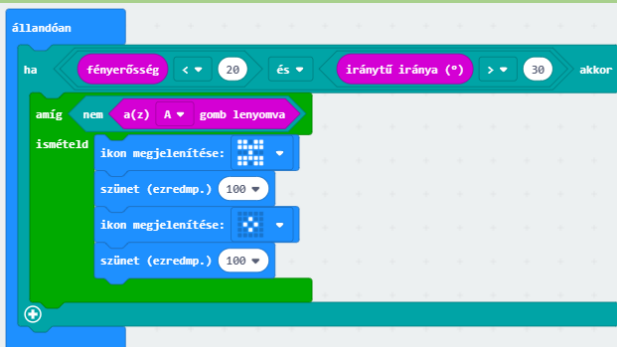 állandóan
ha fényerősség < 20 és iránytű iránya (°) > 30 akkor
amíg nem a(z) A gomb lenyomva
ismételd
ikon megjelenítése:
szünet (ezredmp.) 100
ikon megjelenítése:
szünet (ezredmp.) 100